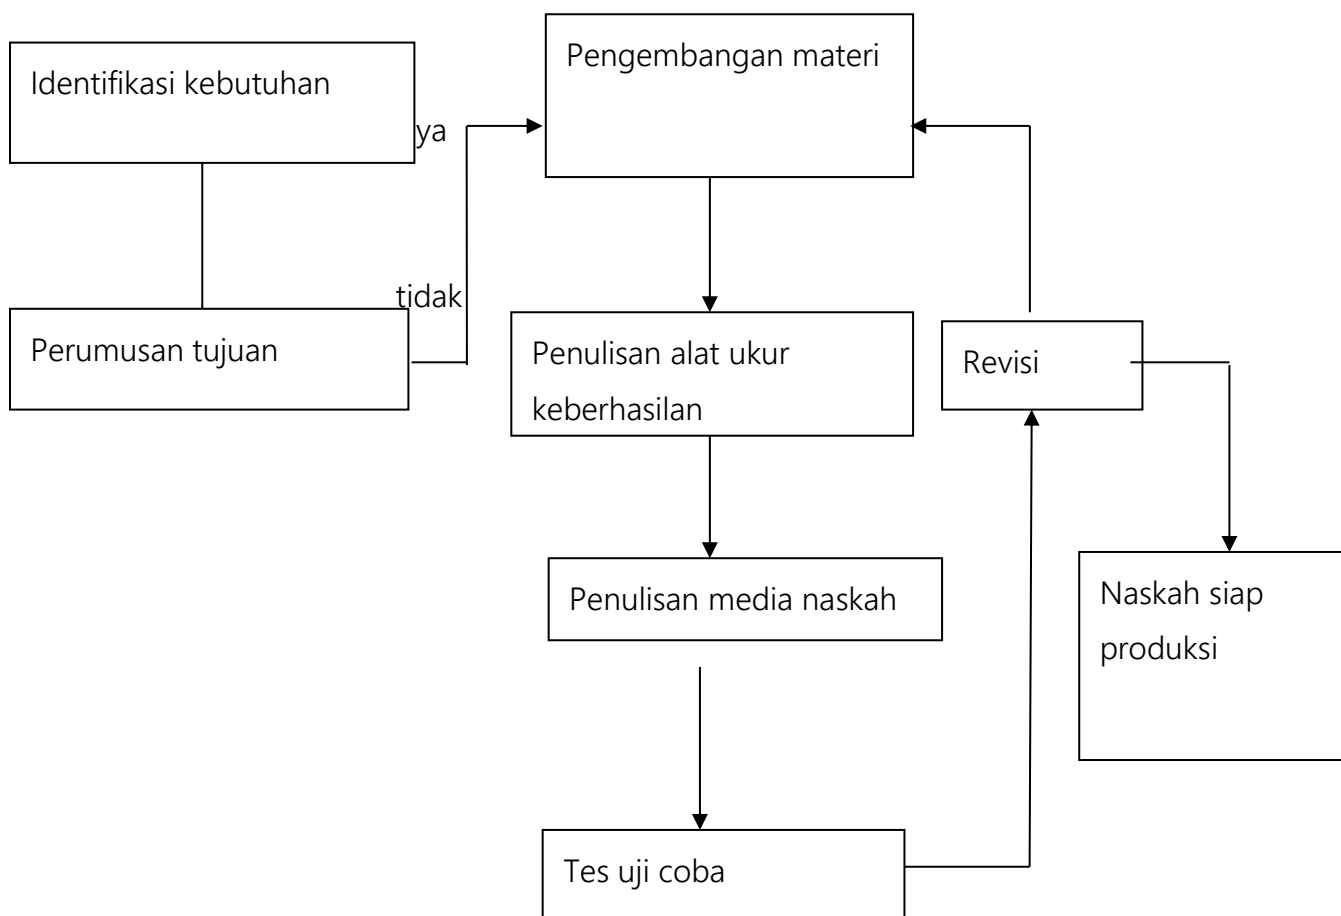 Identifikasi kebutuhan
ya
tidak
Perumusan tujuan
Pengembangan materi
Penulisan alat ukur
keberhasilan
Penulisan media naskah
Tes uji coba
Revisi
Naskah siap
produksi